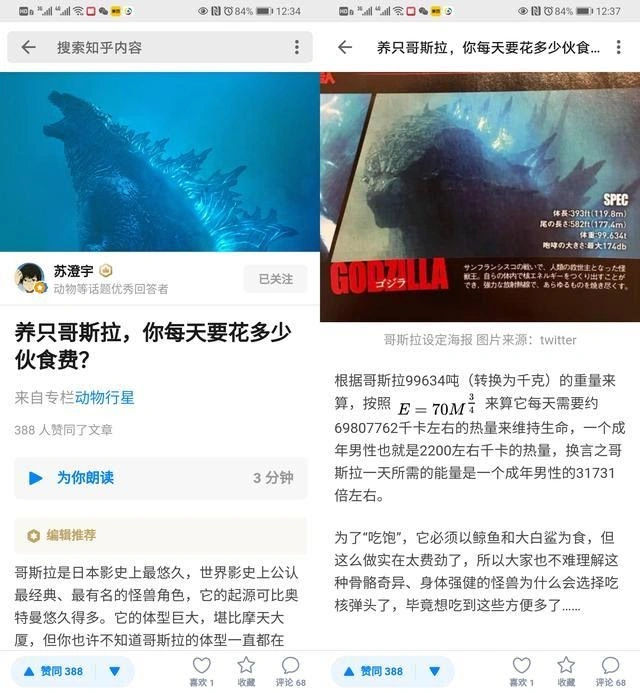 84% 12:34
搜索知乎内容
苏澄宇
动物等话题优秀回答者
已关注
养只哥斯拉，你每天要花多少
伙食费？
来自专栏动物行星
388 人赞同了文章
为你朗读
3 分钟
编辑推荐
哥斯拉是日本影史上最悠久，世界影史上公认
最经典、最有名的怪兽角色，它的起源可比奥
特曼悠久得多。它的体型巨大，堪比摩天大
厦，但你也许不知道哥斯拉的体型一直都在
赞同 388
喜欢 1
收藏
评论 68
84% 12:37
养只哥斯拉，你每天要花多少伙食...
SPEC
体長:393ft(119.8m)
尾の長さ:582ft(177.4m)
体重:99,634t
咆哮の大きさ:最大174db
GODZILLA
ゴジラ
サンフランシスコの戦いで、人類の救世主となった怪
獣王。自らの体内で核エネルギーをつくり出すことが
でき、強力な放射熱線で、あらゆるものを焼き尽くす。
哥斯拉设定海报 图片来源：twitter
根据哥斯拉99634吨（转换为千克）的重量来
算，按照 E = 70M^{3/4} 来算它每天需要约
69807762千卡左右的热量来维持生命，一个成
年男性也就是2200左右千卡的热量，换言之哥
斯拉一天所需的能量是一个成年男性的31731
倍左右。
为了“吃饱”，它必须以鲸鱼和大白鲨为食，但
这么做实在太费劲了，所以大家也不难理解这
种骨骼奇异、身体强健的怪兽为什么会选择吃
核弹头了，毕竟想吃到这些方便多了……
赞同 388
喜欢 1
收藏
评论 68